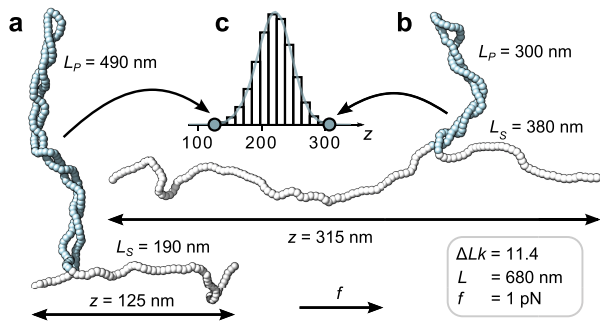 a
c
b
L_P = 490 nm
L_P = 300 nm
100 200 300 z
L_S = 380 nm
z = 315 nm
L_S = 190 nm
ΔLk = 11.4
L = 680 nm
f = 1 pN
z = 125 nm
f